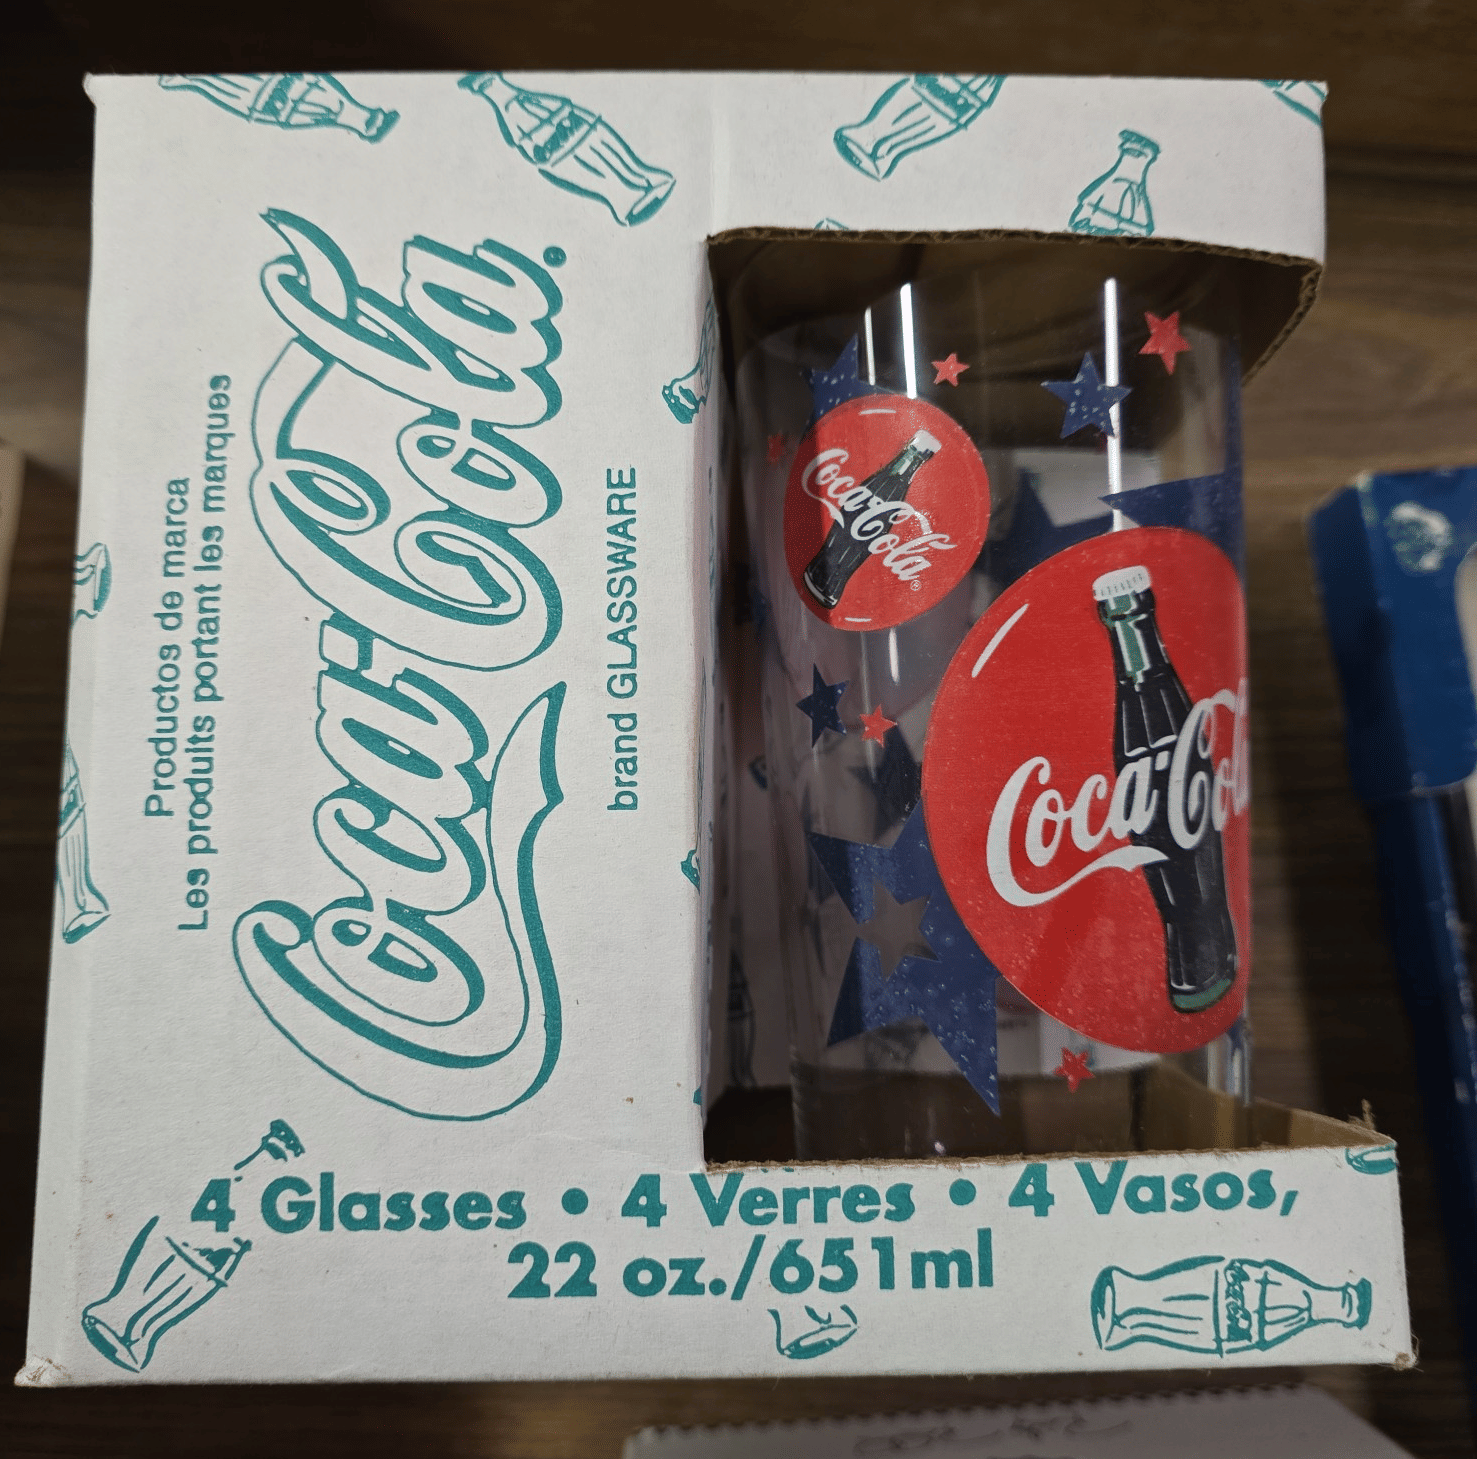 Productos de marca
Les produits portant les marques
Coca-Cola®
brand GLASSWARE
Coca-Cola®
Coca-Cola
4 Glasses • 4 Verres • 4 Vasos,
22 oz./651ml